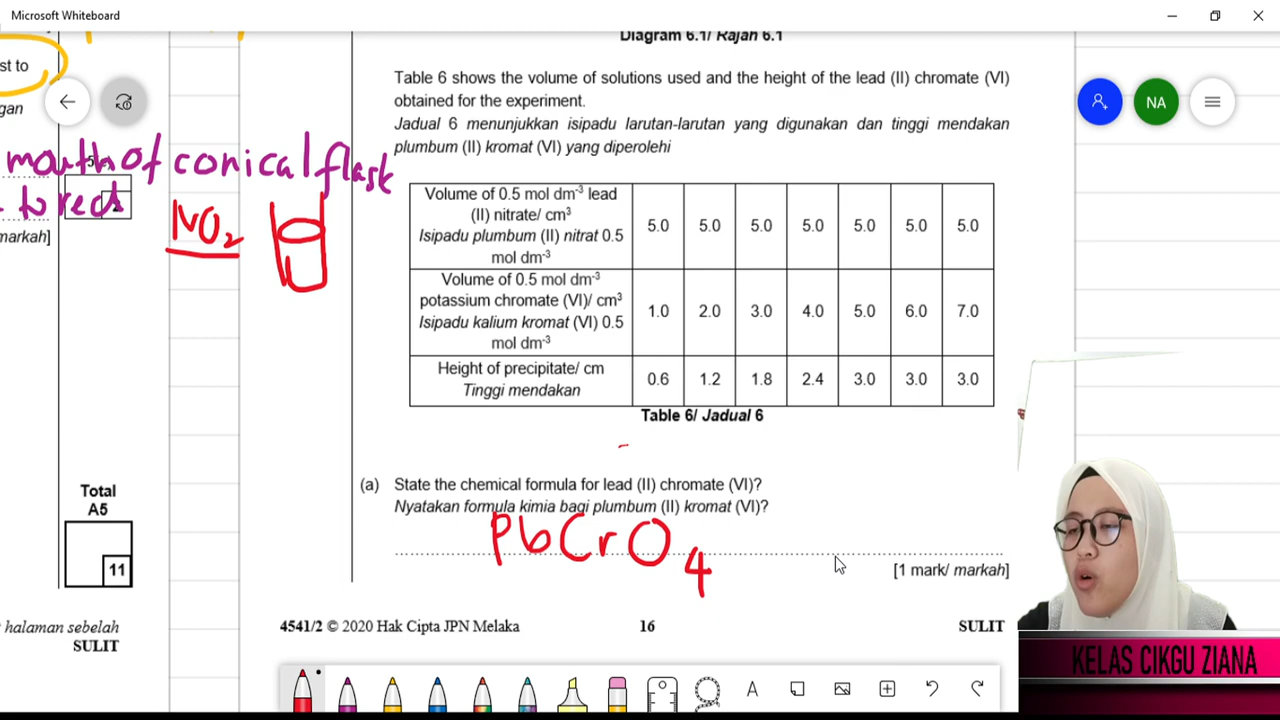 Microsoft Whiteboard
Diagram 6.1/ Rajah 6.1
st to
gan
Table 6 shows the volume of solutions used and the height of the lead (II) chromate (VI)
obtained for the experiment.
Jadual 6 menunjukkan isipadu larutan-larutan yang digunakan dan tinggi mendakan
plumbum (II) kromat (VI) yang diperolehi
NA
mouth of conical flask
to react
markah]
NO₂
Volume of 0.5 mol dm⁻³ lead
(II) nitrate/ cm³
Isipadu plumbum (II) nitrat 0.5
mol dm⁻³
5.0 5.0 5.0 5.0 5.0 5.0 5.0
Volume of 0.5 mol dm⁻³
potassium chromate (VI)/ cm³
Isipadu kalium kromat (VI) 0.5
mol dm⁻³
1.0 2.0 3.0 4.0 5.0 6.0 7.0
Height of precipitate/ cm
Tinggi mendakan
0.6 1.2 1.8 2.4 3.0 3.0 3.0
Table 6/ Jadual 6
(a) State the chemical formula for lead (II) chromate (VI)?
Nyatakan formula kimia bagi plumbum (II) kromat (VI)?
PbCrO₄
[1 mark/ markah]
Total
A5
11
halaman sebelah
SULIT
4541/2 © 2020 Hak Cipta JPN Melaka
16
SULIT
KELAS CIKGU ZIANA
A